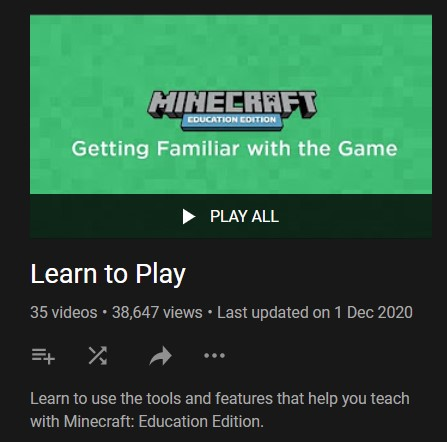 MINECRAFT
EDUCATION EDITION
Getting Familiar with the Game
PLAY ALL
Learn to Play
35 videos • 38,647 views • Last updated on 1 Dec 2020
Learn to use the tools and features that help you teach
with Minecraft: Education Edition.